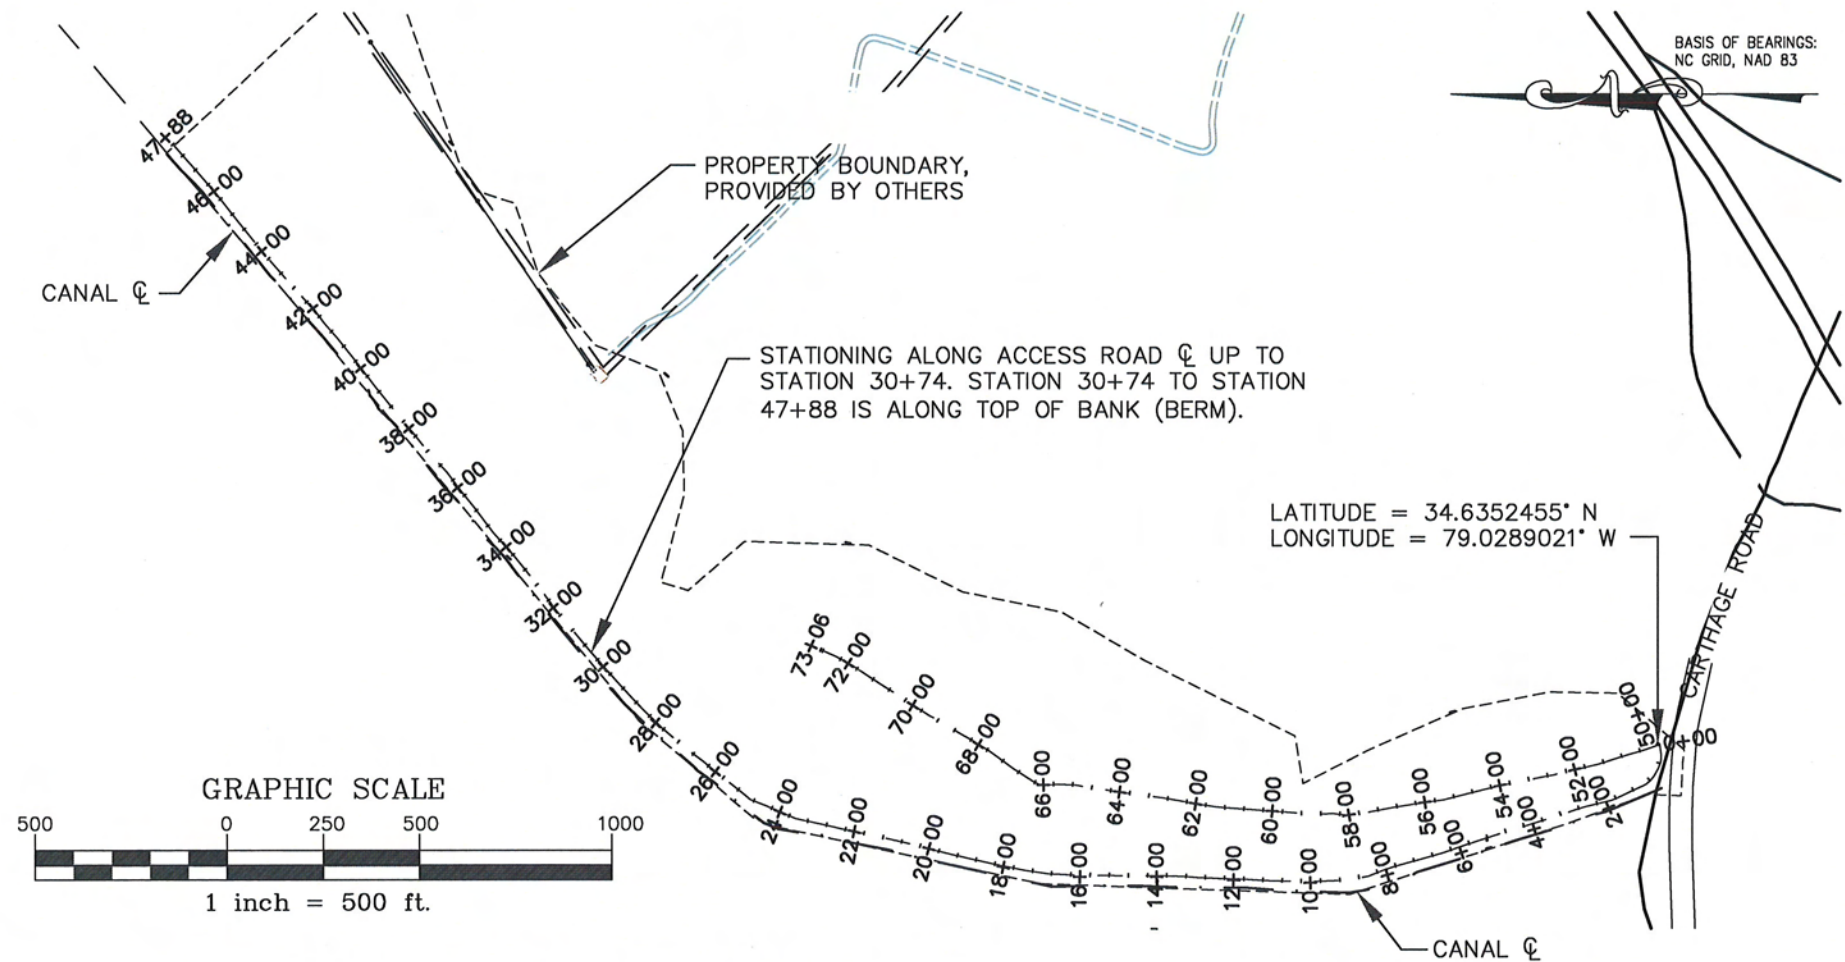 BASIS OF BEARINGS:
NC GRID, NAD 83
47+88
46+00
44+00
CANAL ℄
42+00
40+00
38+00
36+00
34+00
32+00
30+00
28+00
26+00
24+00
22+00
20+00
18+00
16+00
14+00
12+00
10+00
8+00
6+00
4+00
2+00
0+00
PROPERTY BOUNDARY,
PROVIDED BY OTHERS
STATIONING ALONG ACCESS ROAD ℄ UP TO
STATION 30+74. STATION 30+74 TO STATION
47+88 IS ALONG TOP OF BANK (BERM).
LATITUDE = 34.6352455° N
LONGITUDE = 79.0289021° W
CARTHAGE ROAD
73+06
72+00
70+00
68+00
66+00
64+00
62+00
60+00
58+00
56+00
54+00
52+00
50+00
CANAL ℄
GRAPHIC SCALE
500 0 250 500 1000
1 inch = 500 ft.